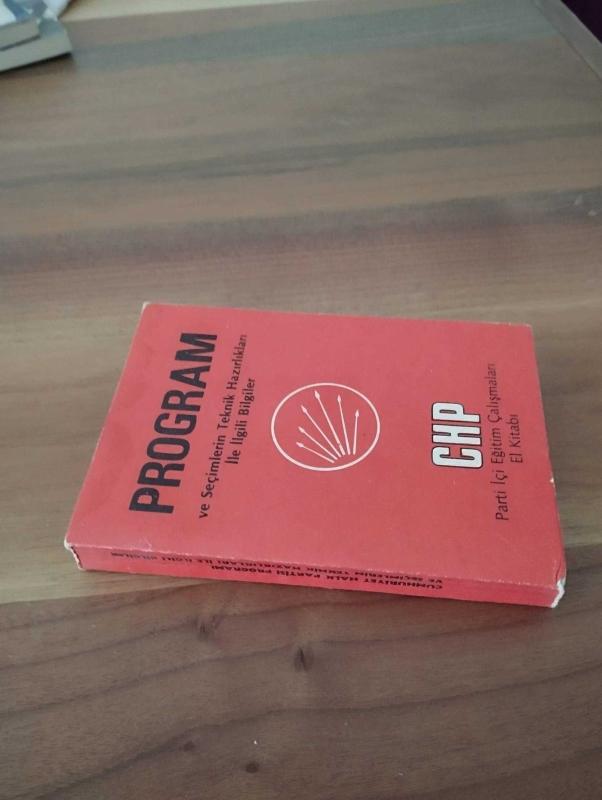 PROGRAM
ve Seçimlerin Teknik Hazırlıkları
İle İlgili Bilgiler
CHP
Parti İçi Eğitim Çalışmaları
El Kitabı
CUMHURİYET HALK PARTİSİ PROGRAMI
VE SEÇİMLERİN TEKNİK HAZIRLIKLARI İLE İLGİLİ BİLGİLER